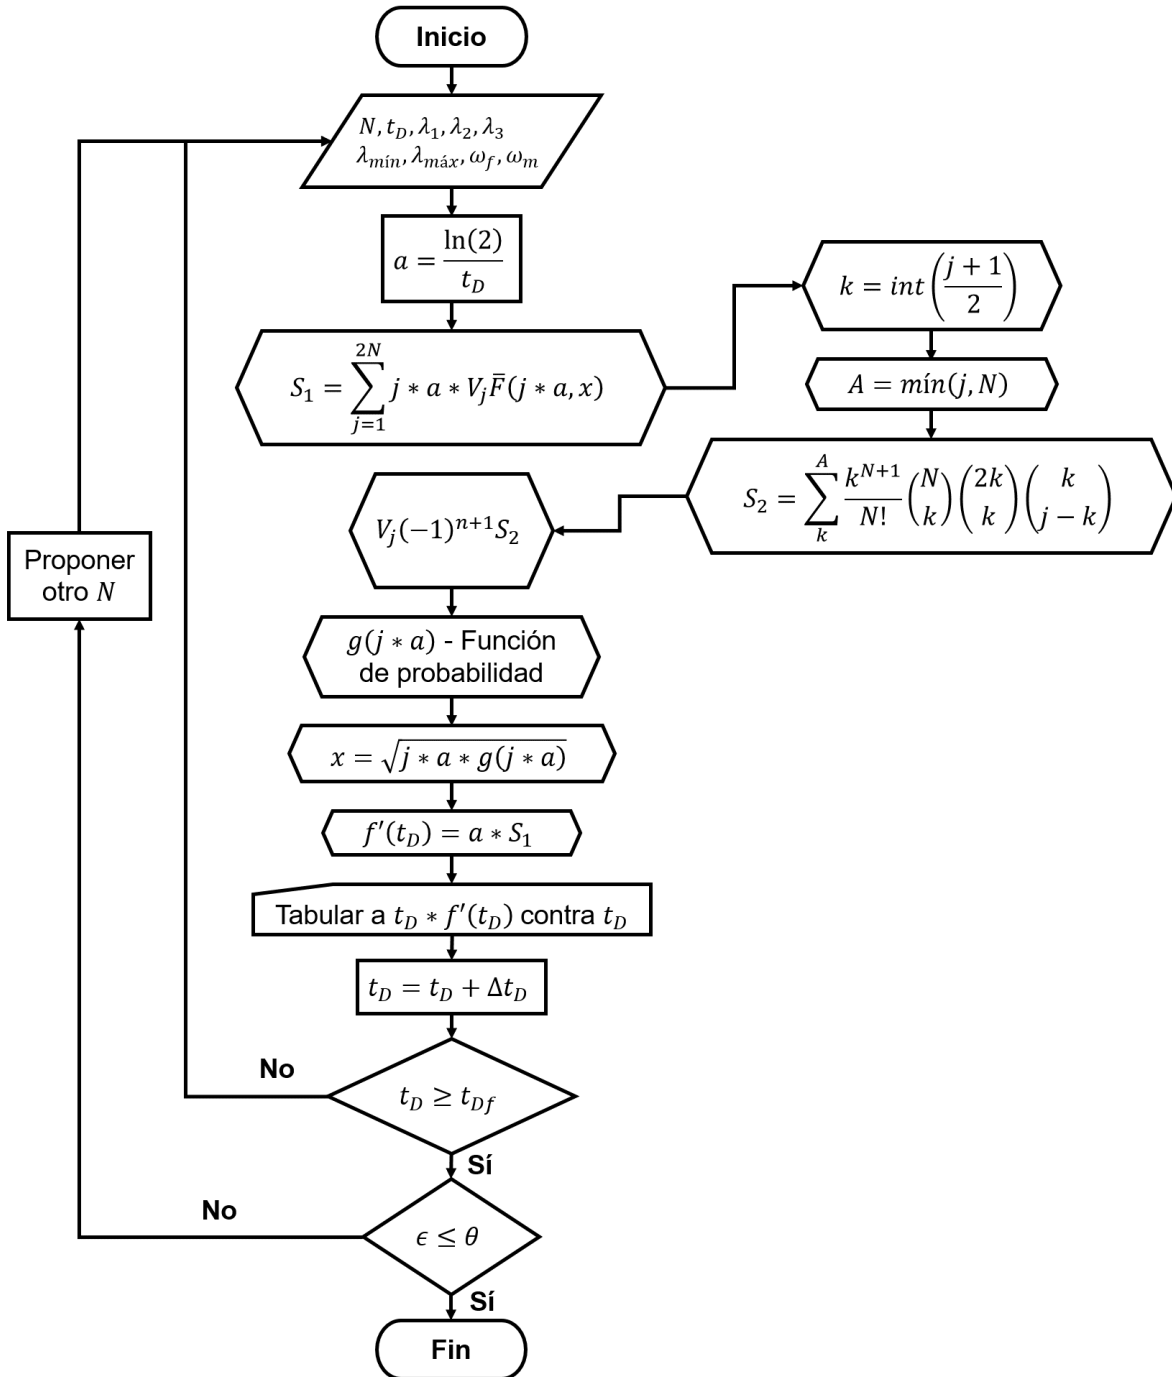 Inicio
N, t_D, λ_1, λ_2, λ_3
λ_mín, λ_máx, ω_f, ω_m
a = ln(2) / t_D
k = int((j + 1) / 2)
S_1 = ∑_{j=1}^{2N} j * a * V_j F̄(j * a, x)
A = mín(j, N)
S_2 = ∑_{k}^{A} k^{N+1} / N! (N k) (2k k) (k j − k)
V_j(−1)^{n+1} S_2
Proponer
otro N
g(j * a) - Función
de probabilidad
x = √(j * a * g(j * a))
f′(t_D) = a * S_1
Tabular a t_D * f′(t_D) contra t_D
t_D = t_D + Δt_D
No
t_D ≥ t_Df
Sí
No
ϵ ≤ θ
Sí
Fin